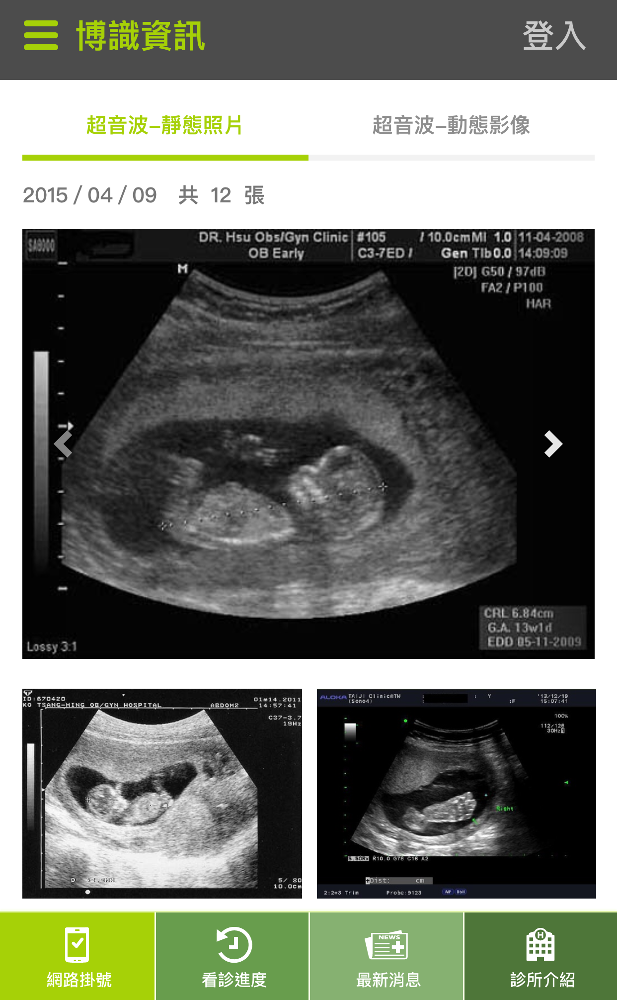 博識資訊
登入
超音波–靜態照片
超音波–動態影像
2015 / 04 / 09 共 12 張
SA8000
DR. Hsu Obs/Gyn Clinic #105 / 10.0cm MI 1.0 11-04-2008
OB Early C3-7ED / Gen TIb 0.0 14:09:09
M
[2D] G50 / 97dB
FA2 / P100
HAR
CRL 6.84cm
G.A. 13w1d
EDD 05-11-2009
Lossy 3:1
ID:670420 01m14.2011
KO TSANG-MING OB/GYN HOSPITAL ABDOM2 14:57:41
C37-3.7
19Hz
D 43.8MM
5/ 80
10.0cm
ALOKA TAIJI Clinic@TW : : Y '13/12/19
(Sono4) : :F 15:07:41
100%
112/126
30Hz
Right
5.50RX R10.0 G78 C16 A2
+Dist: cm
2:2+3 Trim Probe:9123 AIP DbH
NEWS
H
網路掛號
看診進度
最新消息
診所介紹